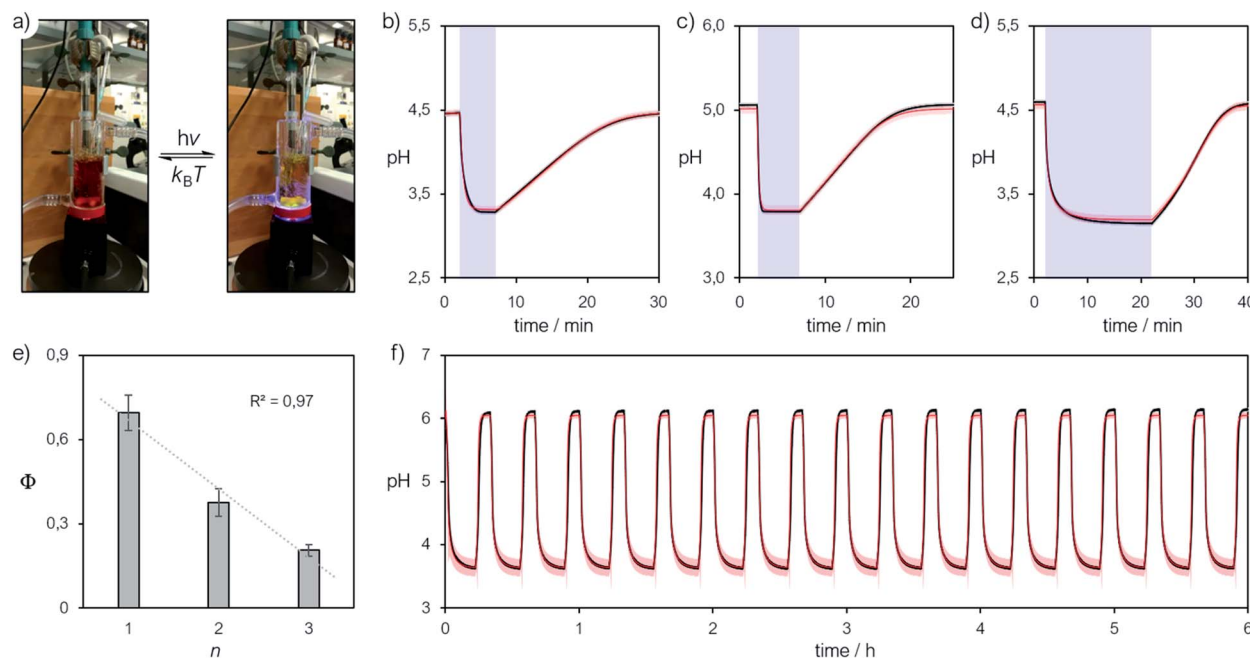 a)
hν
k_BT
b)
5,5
4,5
pH
3,5
2,5
0 10 20 30
time / min
c)
6,0
5,0
pH
4,0
3,0
0 10 20
time / min
d)
5,5
4,5
pH
3,5
2,5
0 10 20 30 40
time / min
e)
0,9
R² = 0,97
0,6
Φ
0,3
0
1 2 3
n
f)
7
6
5
pH
4
3
0 1 2 3 4 5 6
time / h